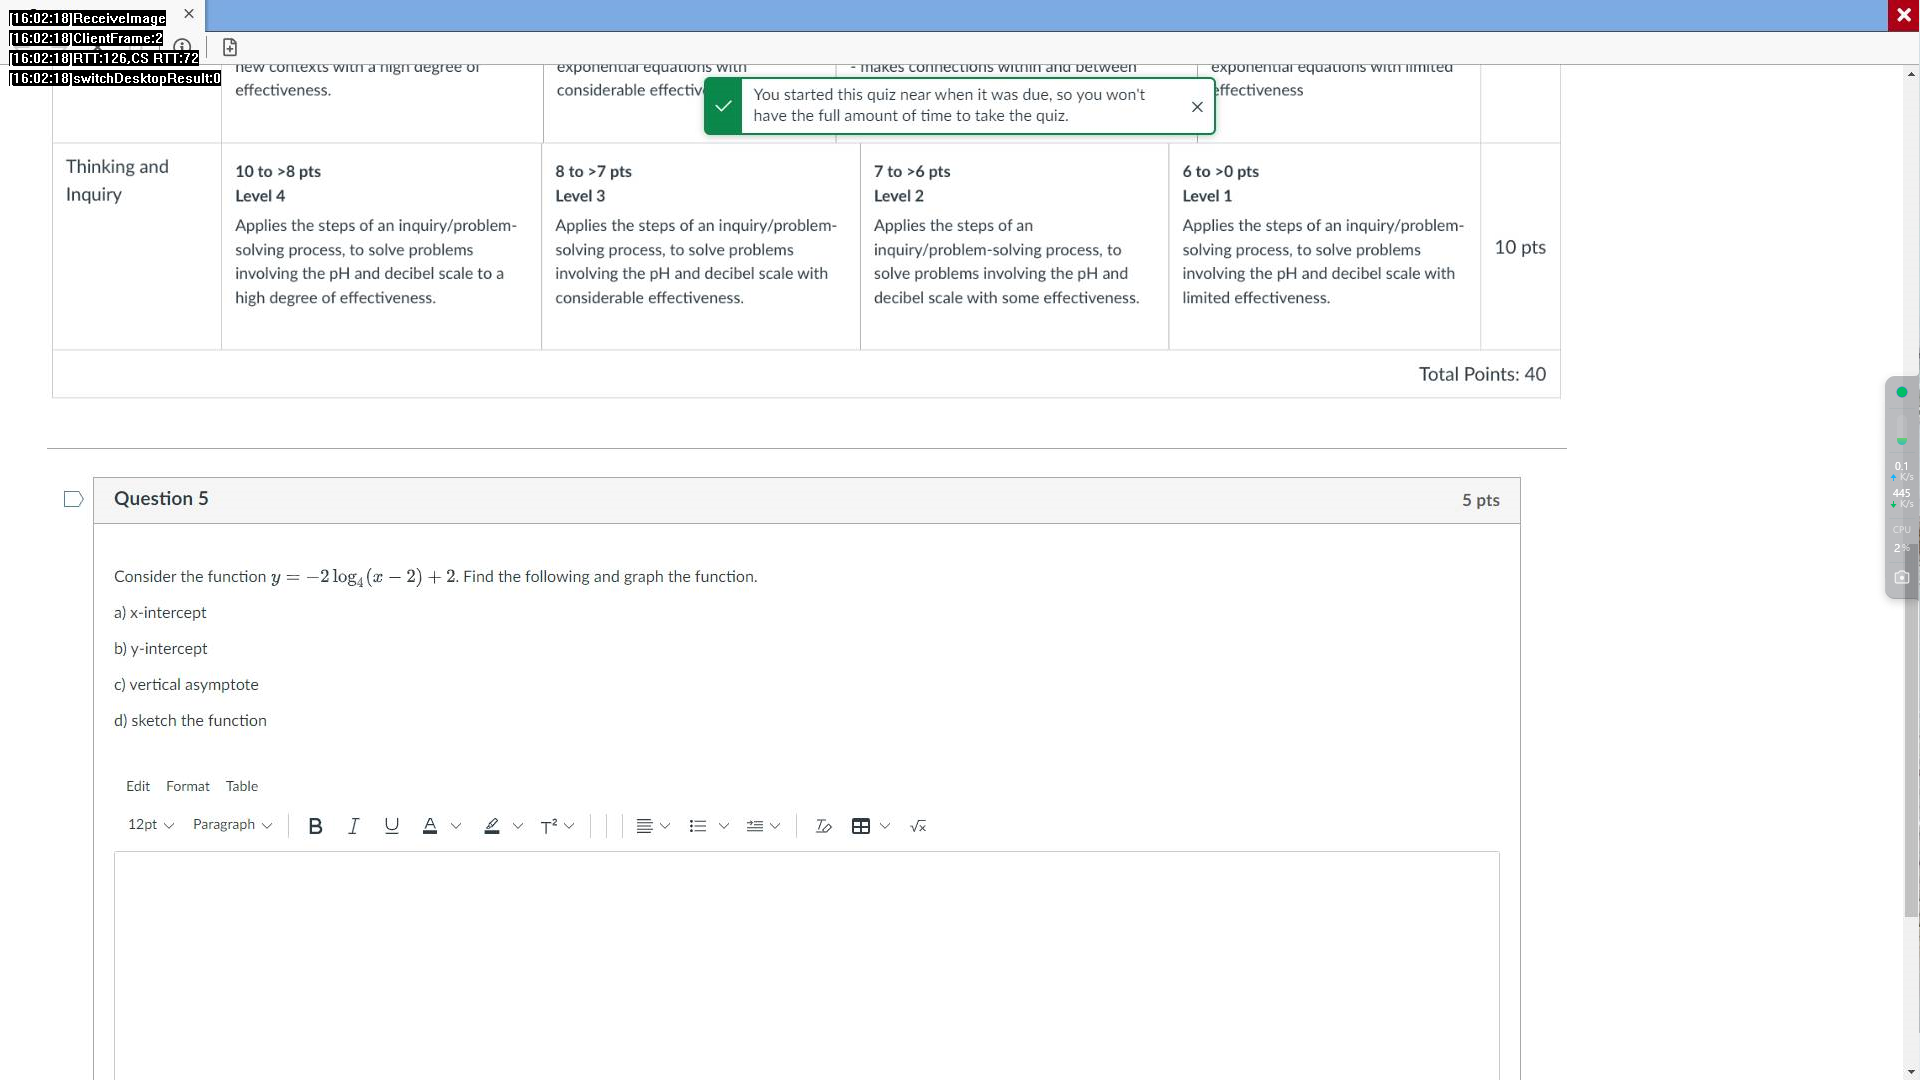 [16:02:18]ReceiveImage
[16:02:18]ClientFrame:2
[16:02:18]RTT:126,CS RTT:72
[16:02:18]switchDesktopResult:0
new contexts with a high degree of
effectiveness.
exponential equations with
considerable effectiv
- makes connections within and between
exponential equations with limited
effectiveness
You started this quiz near when it was due, so you won't
have the full amount of time to take the quiz.
Thinking and
Inquiry
10 to >8 pts
Level 4
Applies the steps of an inquiry/problem-
solving process, to solve problems
involving the pH and decibel scale to a
high degree of effectiveness.
8 to >7 pts
Level 3
Applies the steps of an inquiry/problem-
solving process, to solve problems
involving the pH and decibel scale with
considerable effectiveness.
7 to >6 pts
Level 2
Applies the steps of an
inquiry/problem-solving process, to
solve problems involving the pH and
decibel scale with some effectiveness.
6 to >0 pts
Level 1
Applies the steps of an inquiry/problem-
solving process, to solve problems
involving the pH and decibel scale with
limited effectiveness.
10 pts
Total Points: 40
0.1
K/s
445
K/s
CPU
2%
Question 5
5 pts
Consider the function y = −2 log₄(x − 2) + 2. Find the following and graph the function.
a) x-intercept
b) y-intercept
c) vertical asymptote
d) sketch the function
Edit Format Table
12pt Paragraph B I U A T²